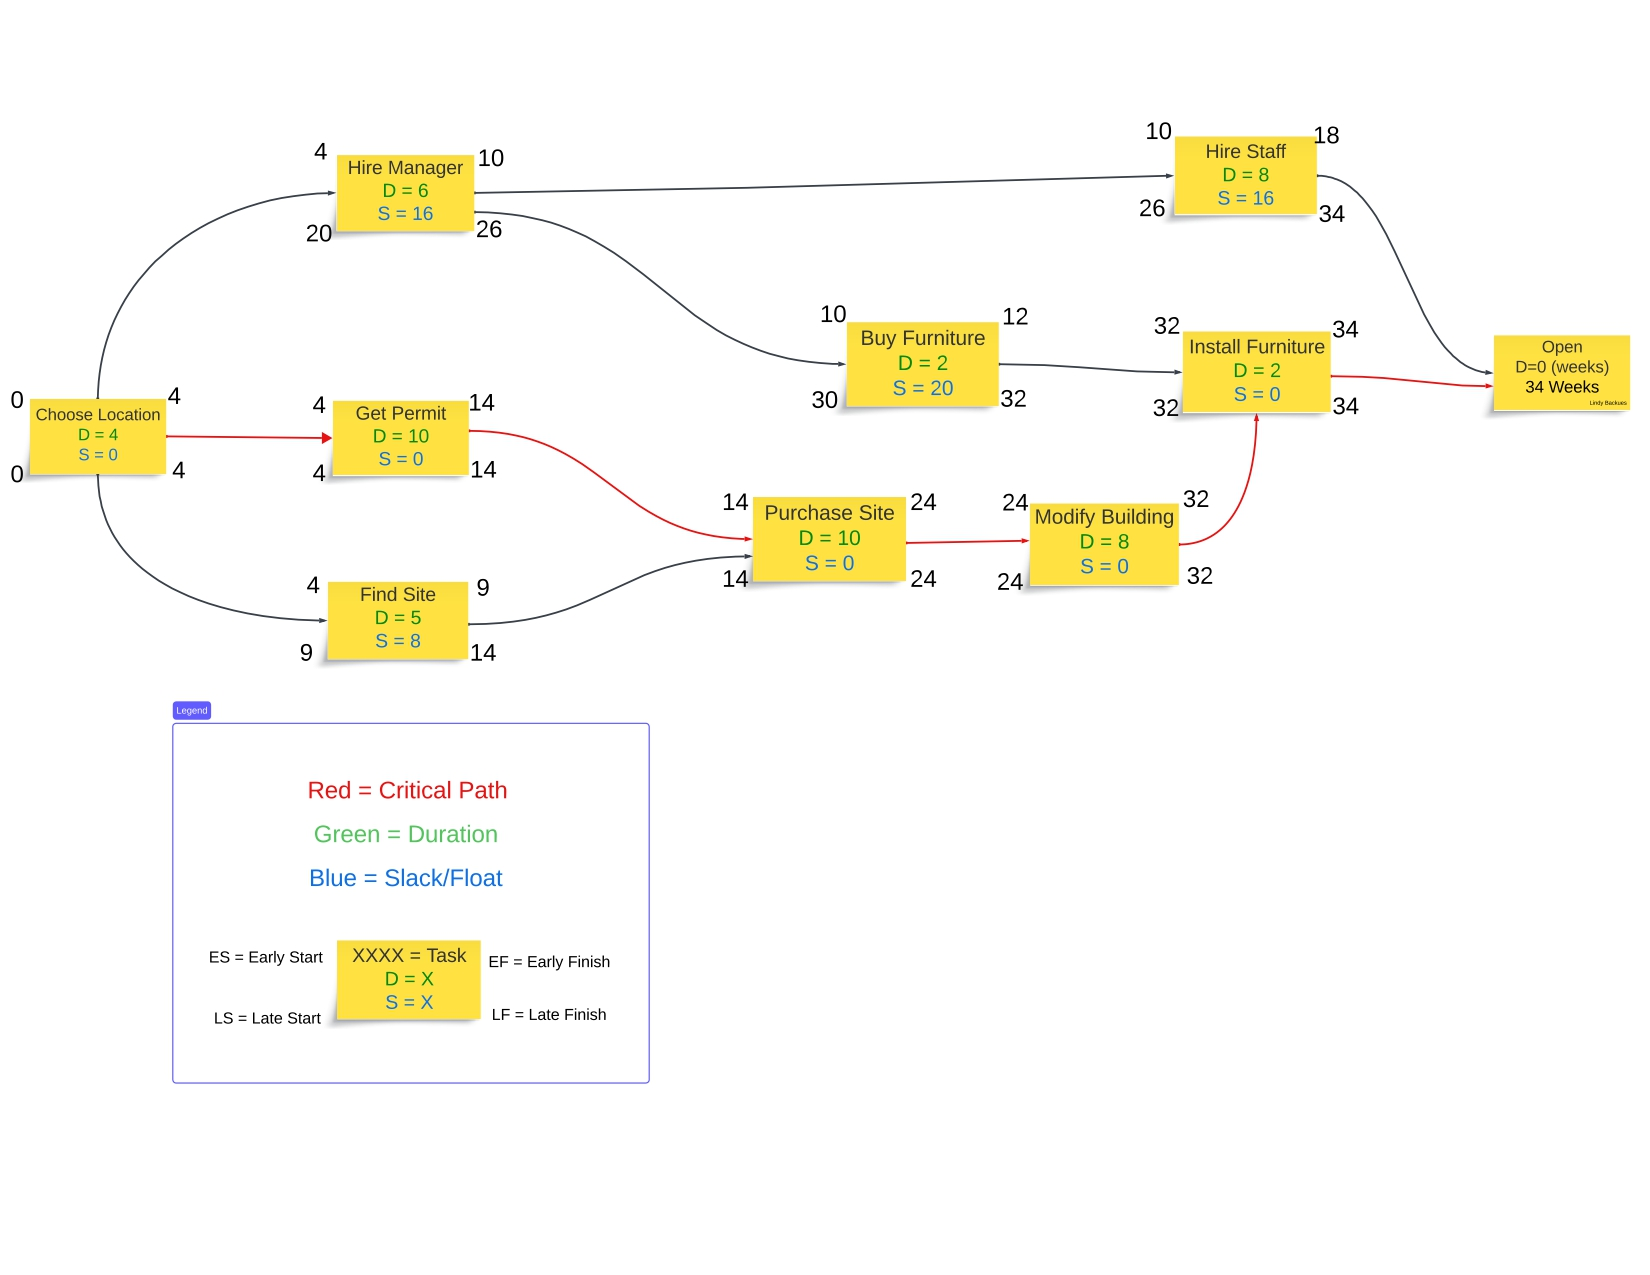 4
10
Hire Manager
D = 6
S = 16
20
26
10
18
Hire Staff
D = 8
S = 16
26
34
10
12
Buy Furniture
D = 2
S = 20
30
32
32
34
Install Furniture
D = 2
S = 0
32
34
Open
D=0 (weeks)
34 Weeks
Lindy Backues
0
4
Choose Location
D = 4
S = 0
0
4
4
14
Get Permit
D = 10
S = 0
4
14
14
24
Purchase Site
D = 10
S = 0
14
24
24
32
Modify Building
D = 8
S = 0
24
32
4
9
Find Site
D = 5
S = 8
9
14
Legend
Red = Critical Path
Green = Duration
Blue = Slack/Float
ES = Early Start
XXXX = Task
D = X
S = X
EF = Early Finish
LS = Late Start
LF = Late Finish